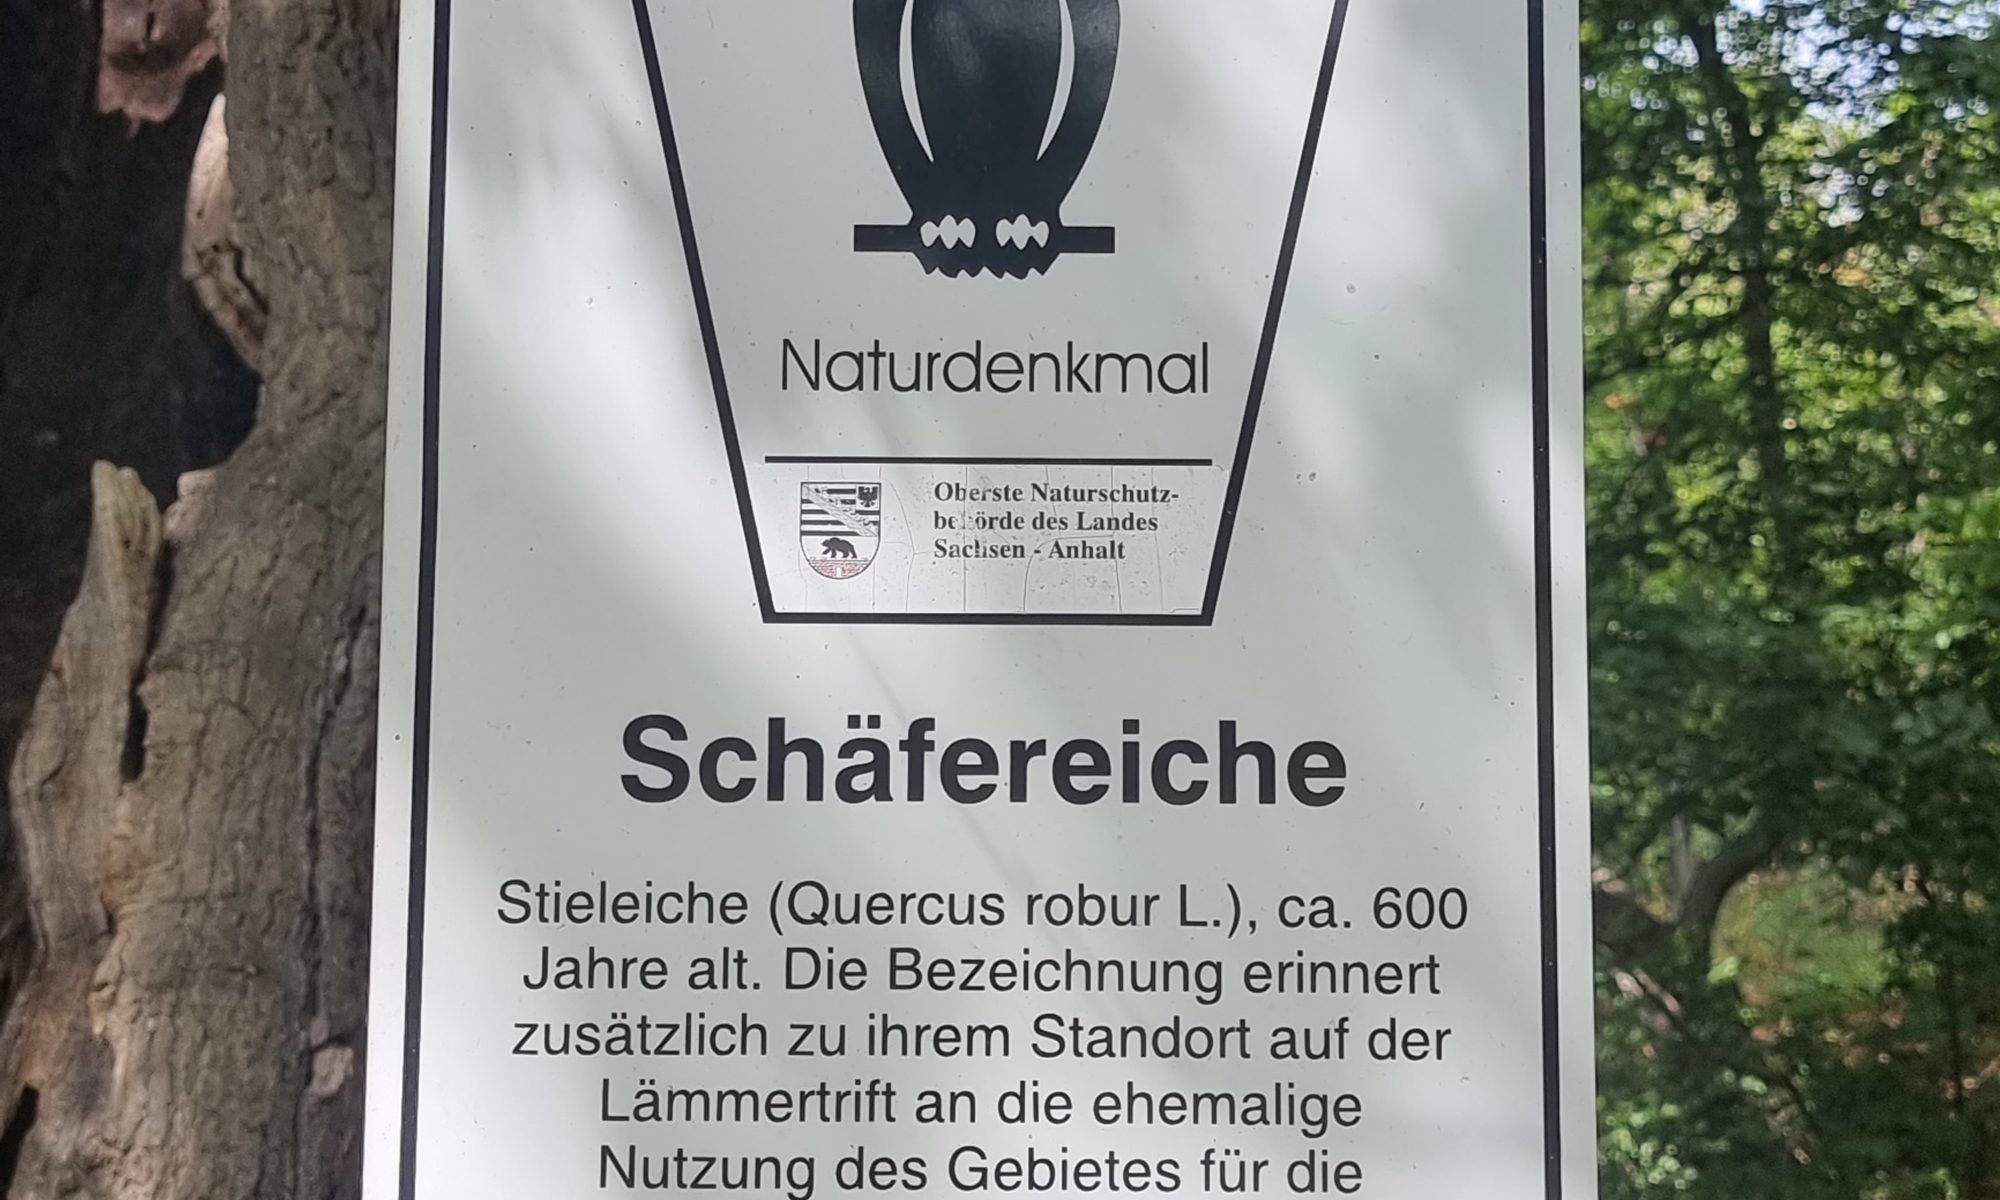 Naturdenkmal
Oberste Naturschutz-
behörde des Landes
Sachsen - Anhalt
Schäfereiche
Stieleiche (Quercus robur L.), ca. 600
Jahre alt. Die Bezeichnung erinnert
zusätzlich zu ihrem Standort auf der
Lämmertrift an die ehemalige
Nutzung des Gebietes für die